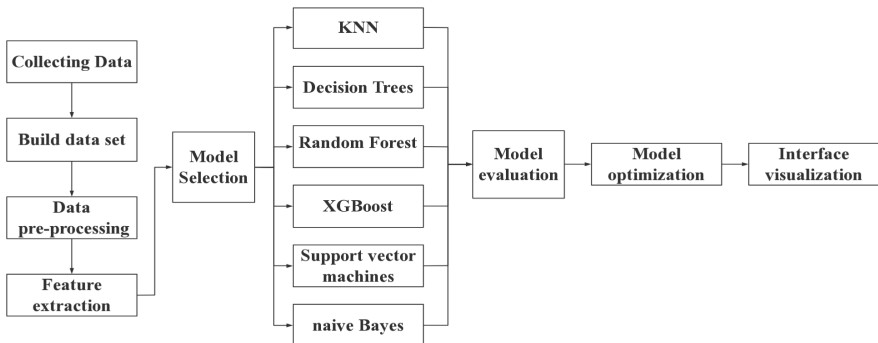 Collecting Data
Build data set
Data
pre-processing
Feature
extraction
Model
Selection
KNN
Decision Trees
Random Forest
XGBoost
Support vector
machines
naive Bayes
Model
evaluation
Model
optimization
Interface
visualization